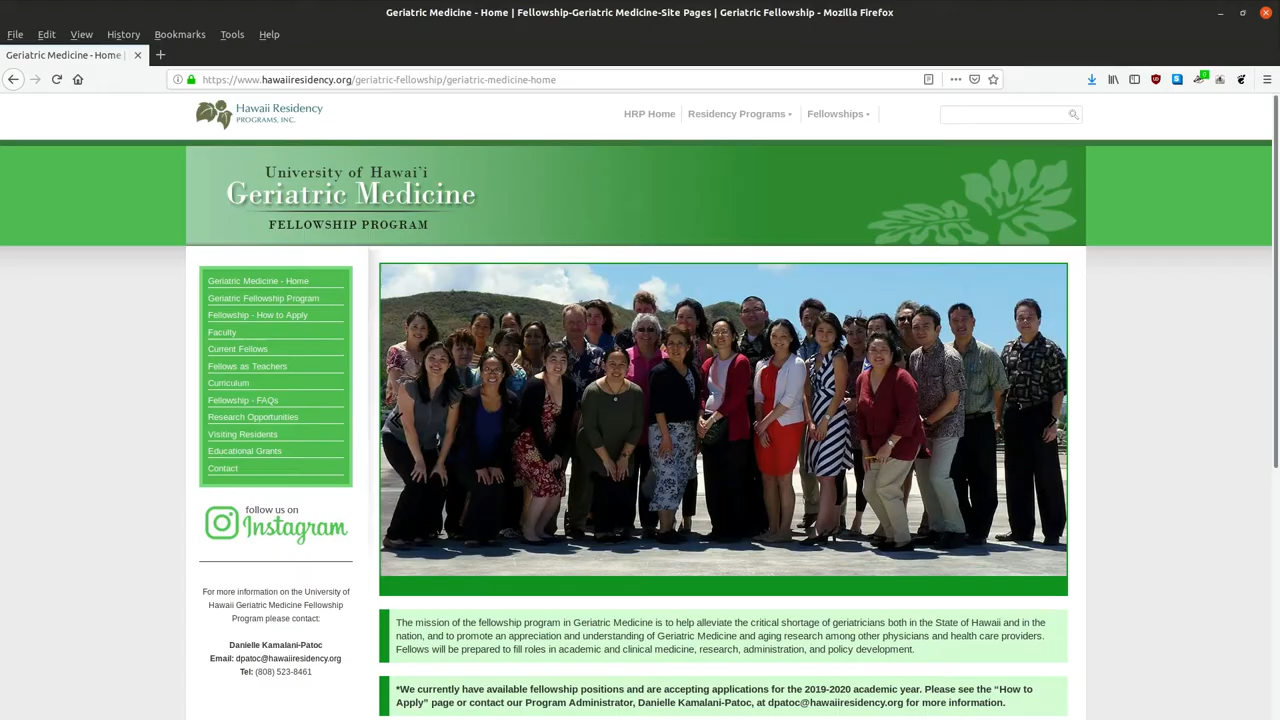 Geriatric Medicine - Home | Fellowship-Geriatric Medicine-Site Pages | Geriatric Fellowship - Mozilla Firefox
File Edit View History Bookmarks Tools Help
Geriatric Medicine - Home |
https://www.hawaiiresidency.org/geriatric-fellowship/geriatric-medicine-home
0
Hawaii Residency
PROGRAMS, INC.
HRP Home
Residency Programs
Fellowships
University of Hawai`i
Geriatric Medicine
FELLOWSHIP PROGRAM
Geriatric Medicine - Home
Geriatric Fellowship Program
Fellowship - How to Apply
Faculty
Current Fellows
Fellows as Teachers
Curriculum
Fellowship - FAQs
Research Opportunities
Visiting Residents
Educational Grants
Contact
follow us on
Instagram
For more information on the University of
Hawaii Geriatric Medicine Fellowship
Program please contact:
Danielle Kamalani-Patoc
Email: dpatoc@hawaiiresidency.org
Tel: (808) 523-8461
The mission of the fellowship program in Geriatric Medicine is to help alleviate the critical shortage of geriatricians both in the State of Hawaii and in the
nation, and to promote an appreciation and understanding of Geriatric Medicine and aging research among other physicians and health care providers.
Fellows will be prepared to fill roles in academic and clinical medicine, research, administration, and policy development.
*We currently have available fellowship positions and are accepting applications for the 2019-2020 academic year. Please see the “How to
Apply” page or contact our Program Administrator, Danielle Kamalani-Patoc, at dpatoc@hawaiiresidency.org for more information.